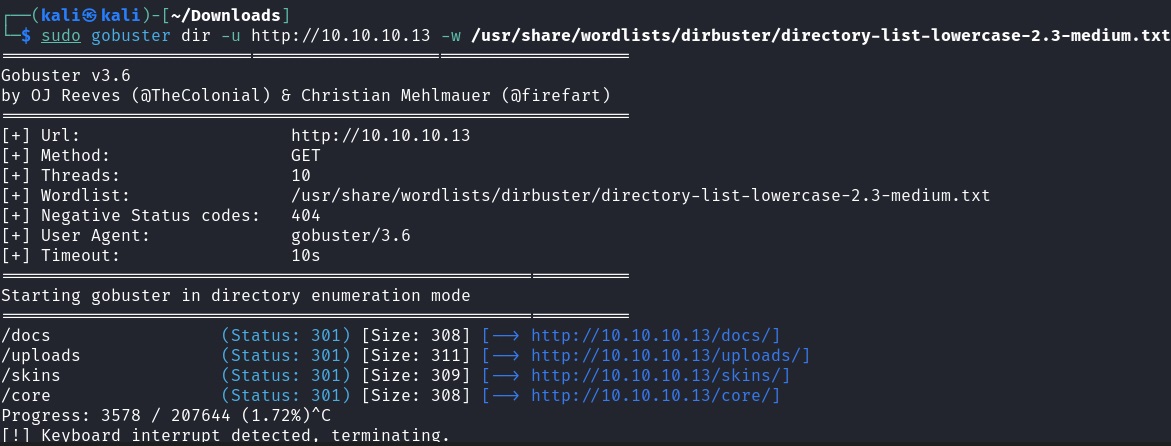 ┌──(kali㉿kali)-[~/Downloads]
└─$ sudo gobuster dir -u http://10.10.10.13 -w /usr/share/wordlists/dirbuster/directory-list-lowercase-2.3-medium.txt
===============================================================
Gobuster v3.6
by OJ Reeves (@TheColonial) & Christian Mehlmauer (@firefart)
===============================================================
[+] Url:                     http://10.10.10.13
[+] Method:                  GET
[+] Threads:                 10
[+] Wordlist:                /usr/share/wordlists/dirbuster/directory-list-lowercase-2.3-medium.txt
[+] Negative Status codes:   404
[+] User Agent:              gobuster/3.6
[+] Timeout:                 10s
===============================================================
Starting gobuster in directory enumeration mode
===============================================================
/docs                 (Status: 301) [Size: 308] [--> http://10.10.10.13/docs/]
/uploads              (Status: 301) [Size: 311] [--> http://10.10.10.13/uploads/]
/skins                (Status: 301) [Size: 309] [--> http://10.10.10.13/skins/]
/core                 (Status: 301) [Size: 308] [--> http://10.10.10.13/core/]
Progress: 3578 / 207644 (1.72%)^C
[!] Keyboard interrupt detected, terminating.